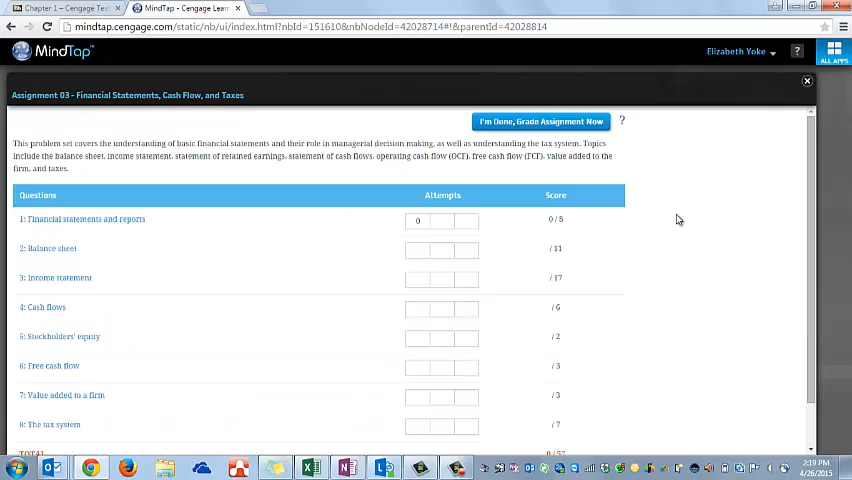 Chapter 1 – Cengage Tes
MindTap - Cengage Learn
mindtap.cengage.com/static/nb/ui/index.html?nbId=151610&nbNodeId=42028714#!&parentId=42028814
MindTap™
Elizabeth Yoke
?
ALL APPS
Assignment 03 - Financial Statements, Cash Flow, and Taxes
I'm Done, Grade Assignment Now
?
This problem set covers the understanding of basic financial statements and their role in managerial decision making, as well as understanding the tax system. Topics
include the balance sheet, income statement, statement of retained earnings, statement of cash flows, operating cash flow (OCF), free cash flow (FCF), value added to the
firm, and taxes.
Questions Attempts Score
1: Financial statements and reports 0 0 / 8
2: Balance sheet / 11
3: Income statement / 17
4: Cash flows / 6
5: Stockholders' equity / 2
6: Free cash flow / 3
7: Value added to a firm / 3
8: The tax system / 7
TOTAL 0 / 57
2:19 PM
4/26/2015